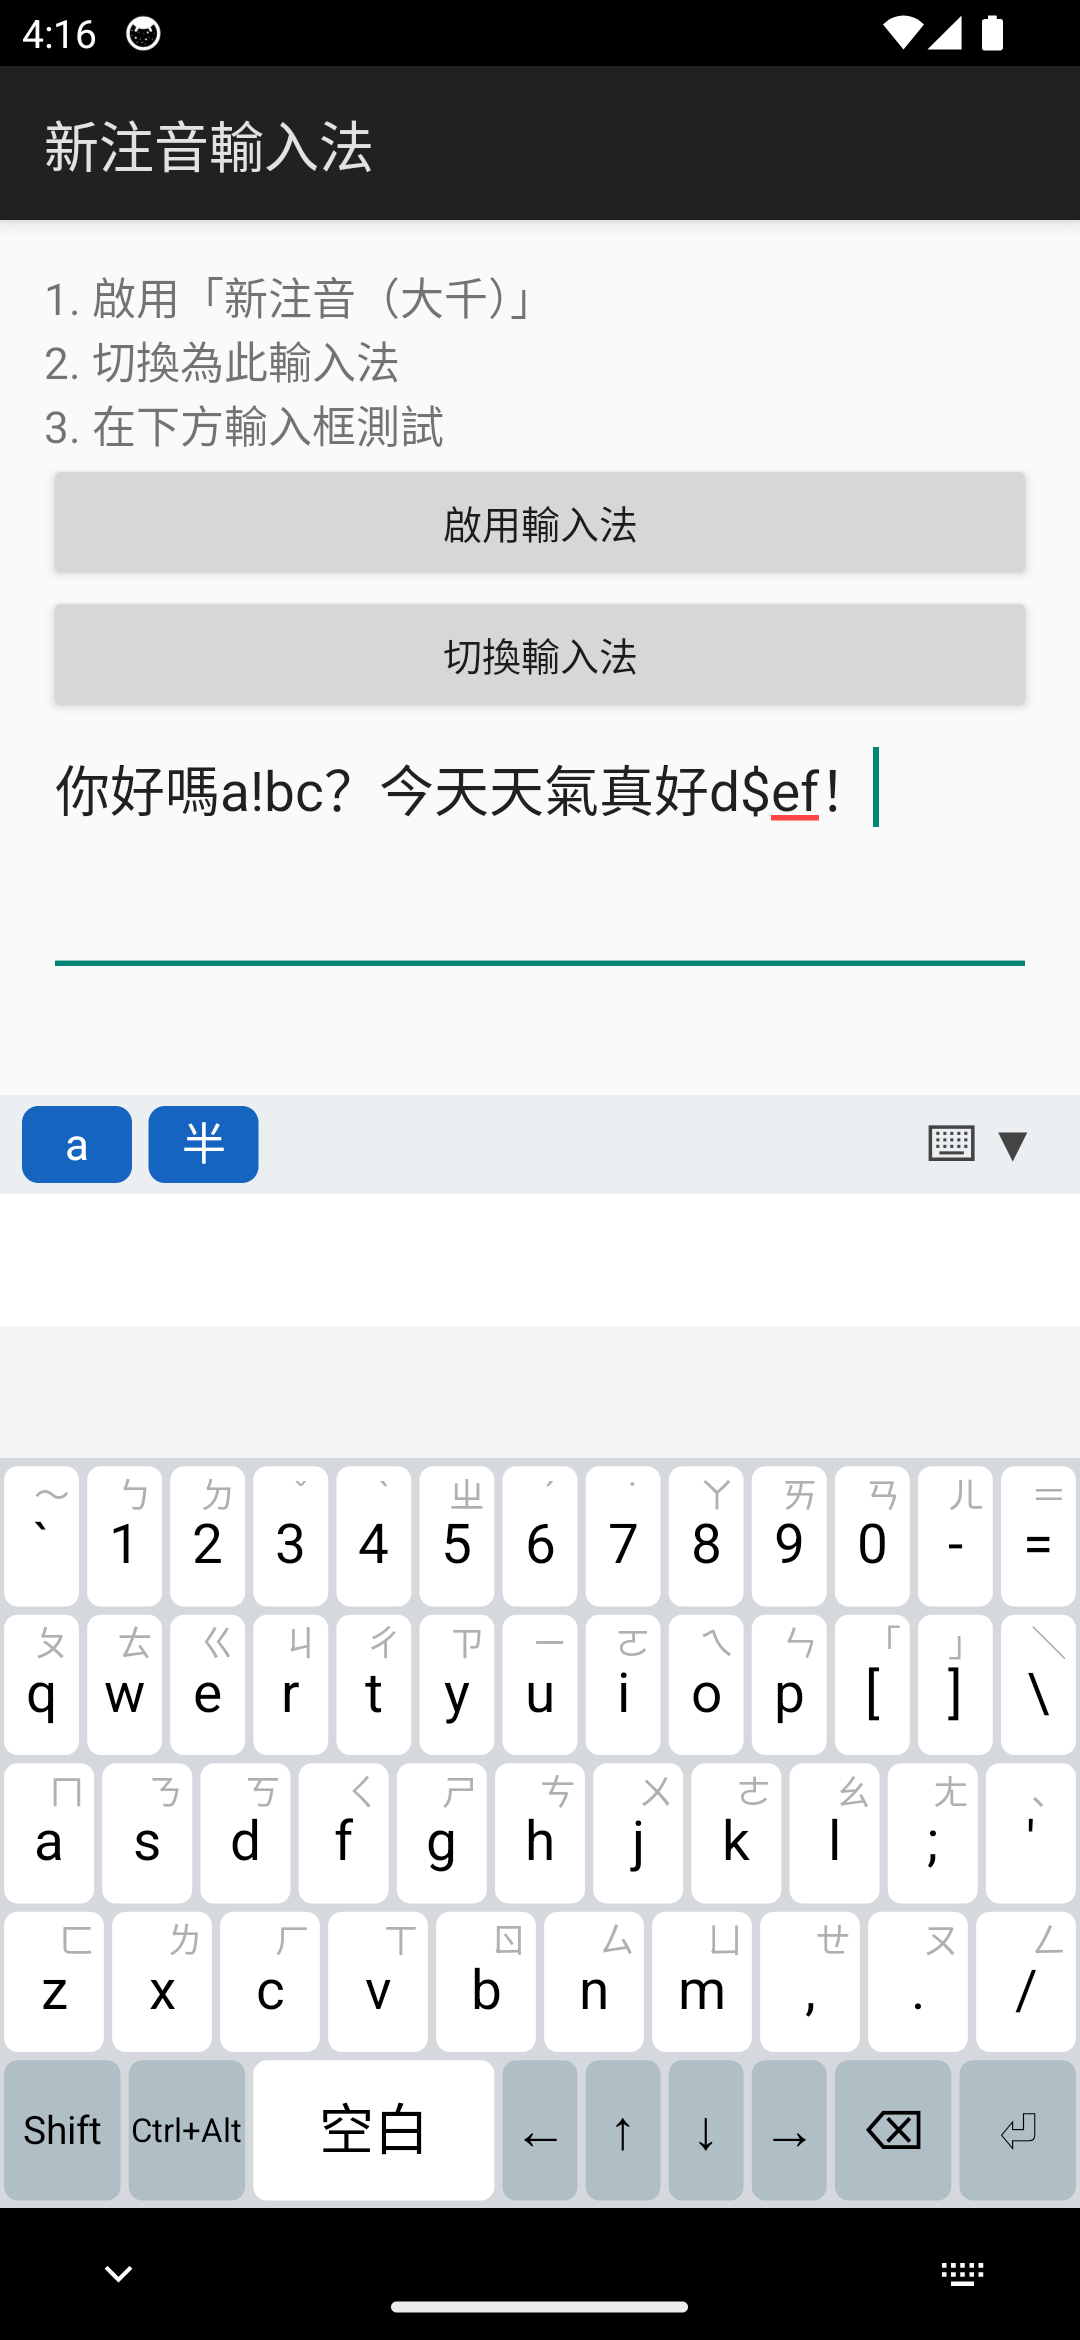 4:16
新注音輸入法
1. 啟用「新注音（大千）」
2. 切換為此輸入法
3. 在下方輸入框測試
啟用輸入法
切換輸入法
你好嗎a!bc？今天天氣真好d$ef！
a 半 ▼
～ ㄅ ㄉ ˇ ˋ ㄓ ˊ ˙ ㄚ ㄞ ㄢ ㄦ ＝
` 1 2 3 4 5 6 7 8 9 0 - =
ㄆ ㄊ ㄍ ㄐ ㄔ ㄗ ㄧ ㄛ ㄟ ㄣ 「 」 ＼
q w e r t y u i o p [ ] \
ㄇ ㄋ ㄎ ㄑ ㄕ ㄘ ㄨ ㄜ ㄠ ㄤ 、
a s d f g h j k l ; '
ㄈ ㄌ ㄏ ㄒ ㄖ ㄙ ㄩ ㄝ ㄡ ㄥ
z x c v b n m , . /
Shift Ctrl+Alt 空白 ← ↑ ↓ → ⌫ ⏎